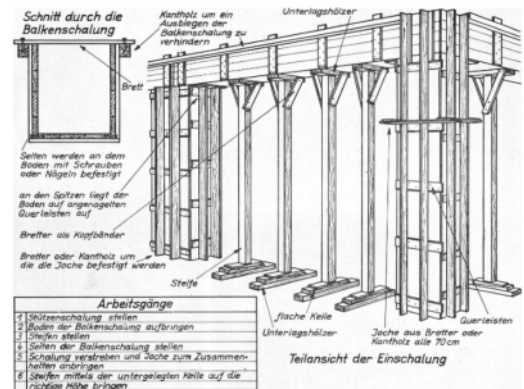 Schnitt durch die
Balkenschalung
Kantholz um ein
Ausbiegen der
Balkenschalung zu
verhindern
Unterlagshölzer
Brett
Seiten werden an dem
Boden mit Schrauben
oder Nägeln befestigt
an den Spitzen liegt der
Boden auf angenagelten
Querleisten auf
Bretter als Kopfbänder
Bretter oder Kantholz um
die die Joche befestigt werden
Steife
flache Keile
Unterlagshölzer
Querleisten
Joche aus Bretter oder
Kantholz alle 70 cm
Teilansicht der Einschalung
Arbeitsgänge
1 Stützenschalung stellen
2 Boden der Balkenschalung aufbringen
3 Steifen stellen
4 Seiten der Balkenschalung stellen
5 Schalung verstreben und Joche zum Zusammen-
halten anbringen
6 Steifen mittels der untergelegten Keile auf die
richtige Höhe bringen